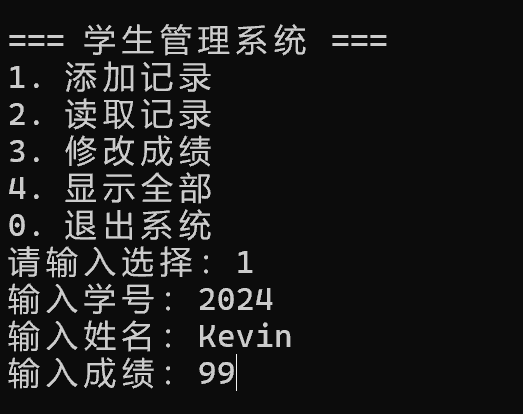 === 学生管理系统 ===
1. 添加记录
2. 读取记录
3. 修改成绩
4. 显示全部
0. 退出系统
请输入选择: 1
输入学号: 2024
输入姓名: Kevin
输入成绩: 99